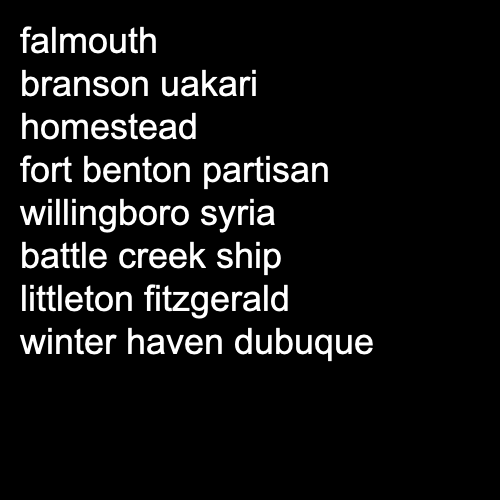 falmouth
branson uakari
homestead
fort benton partisan
willingboro syria
battle creek ship
littleton fitzgerald
winter haven dubuque